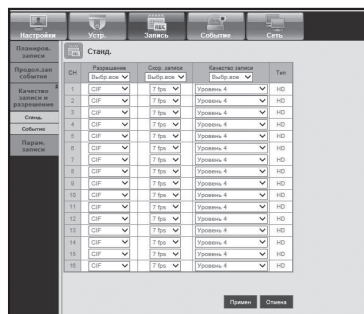 Настройки Устр. Запись Событие Сеть
Планиров. записи
Продол.зап события
Качество записи и разрешение
Станд.
Событие
Парам. записи
REC Станд.
CH. Разрешение Скор. записи Качество записи Тип
Выбр.все Выбр.все Выбр.все
1 CIF 7 fps Уровень 4 HD
2 CIF 7 fps Уровень 4 HD
3 CIF 7 fps Уровень 4 HD
4 CIF 7 fps Уровень 4 HD
5 CIF 7 fps Уровень 4 HD
6 CIF 7 fps Уровень 4 HD
7 CIF 7 fps Уровень 4 HD
8 CIF 7 fps Уровень 4 HD
9 CIF 7 fps Уровень 4 HD
10 CIF 7 fps Уровень 4 HD
11 CIF 7 fps Уровень 4 HD
12 CIF 7 fps Уровень 4 HD
13 CIF 7 fps Уровень 4 HD
14 CIF 7 fps Уровень 4 HD
15 CIF 7 fps Уровень 4 HD
16 CIF 7 fps Уровень 4 HD
Примен Отмена